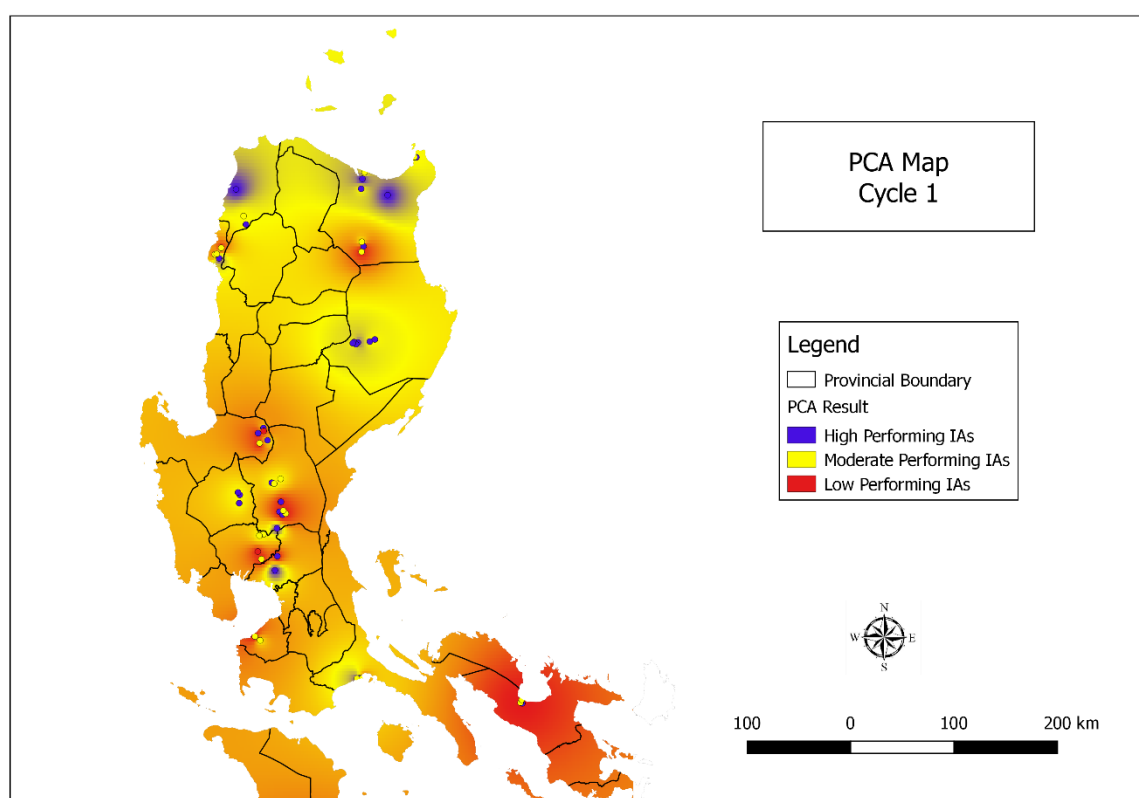 PCA Map
Cycle 1
Legend
Provincial Boundary
PCA Result
High Performing IAs
Moderate Performing IAs
Low Performing IAs
N
W E
S
100 0 100 200 km